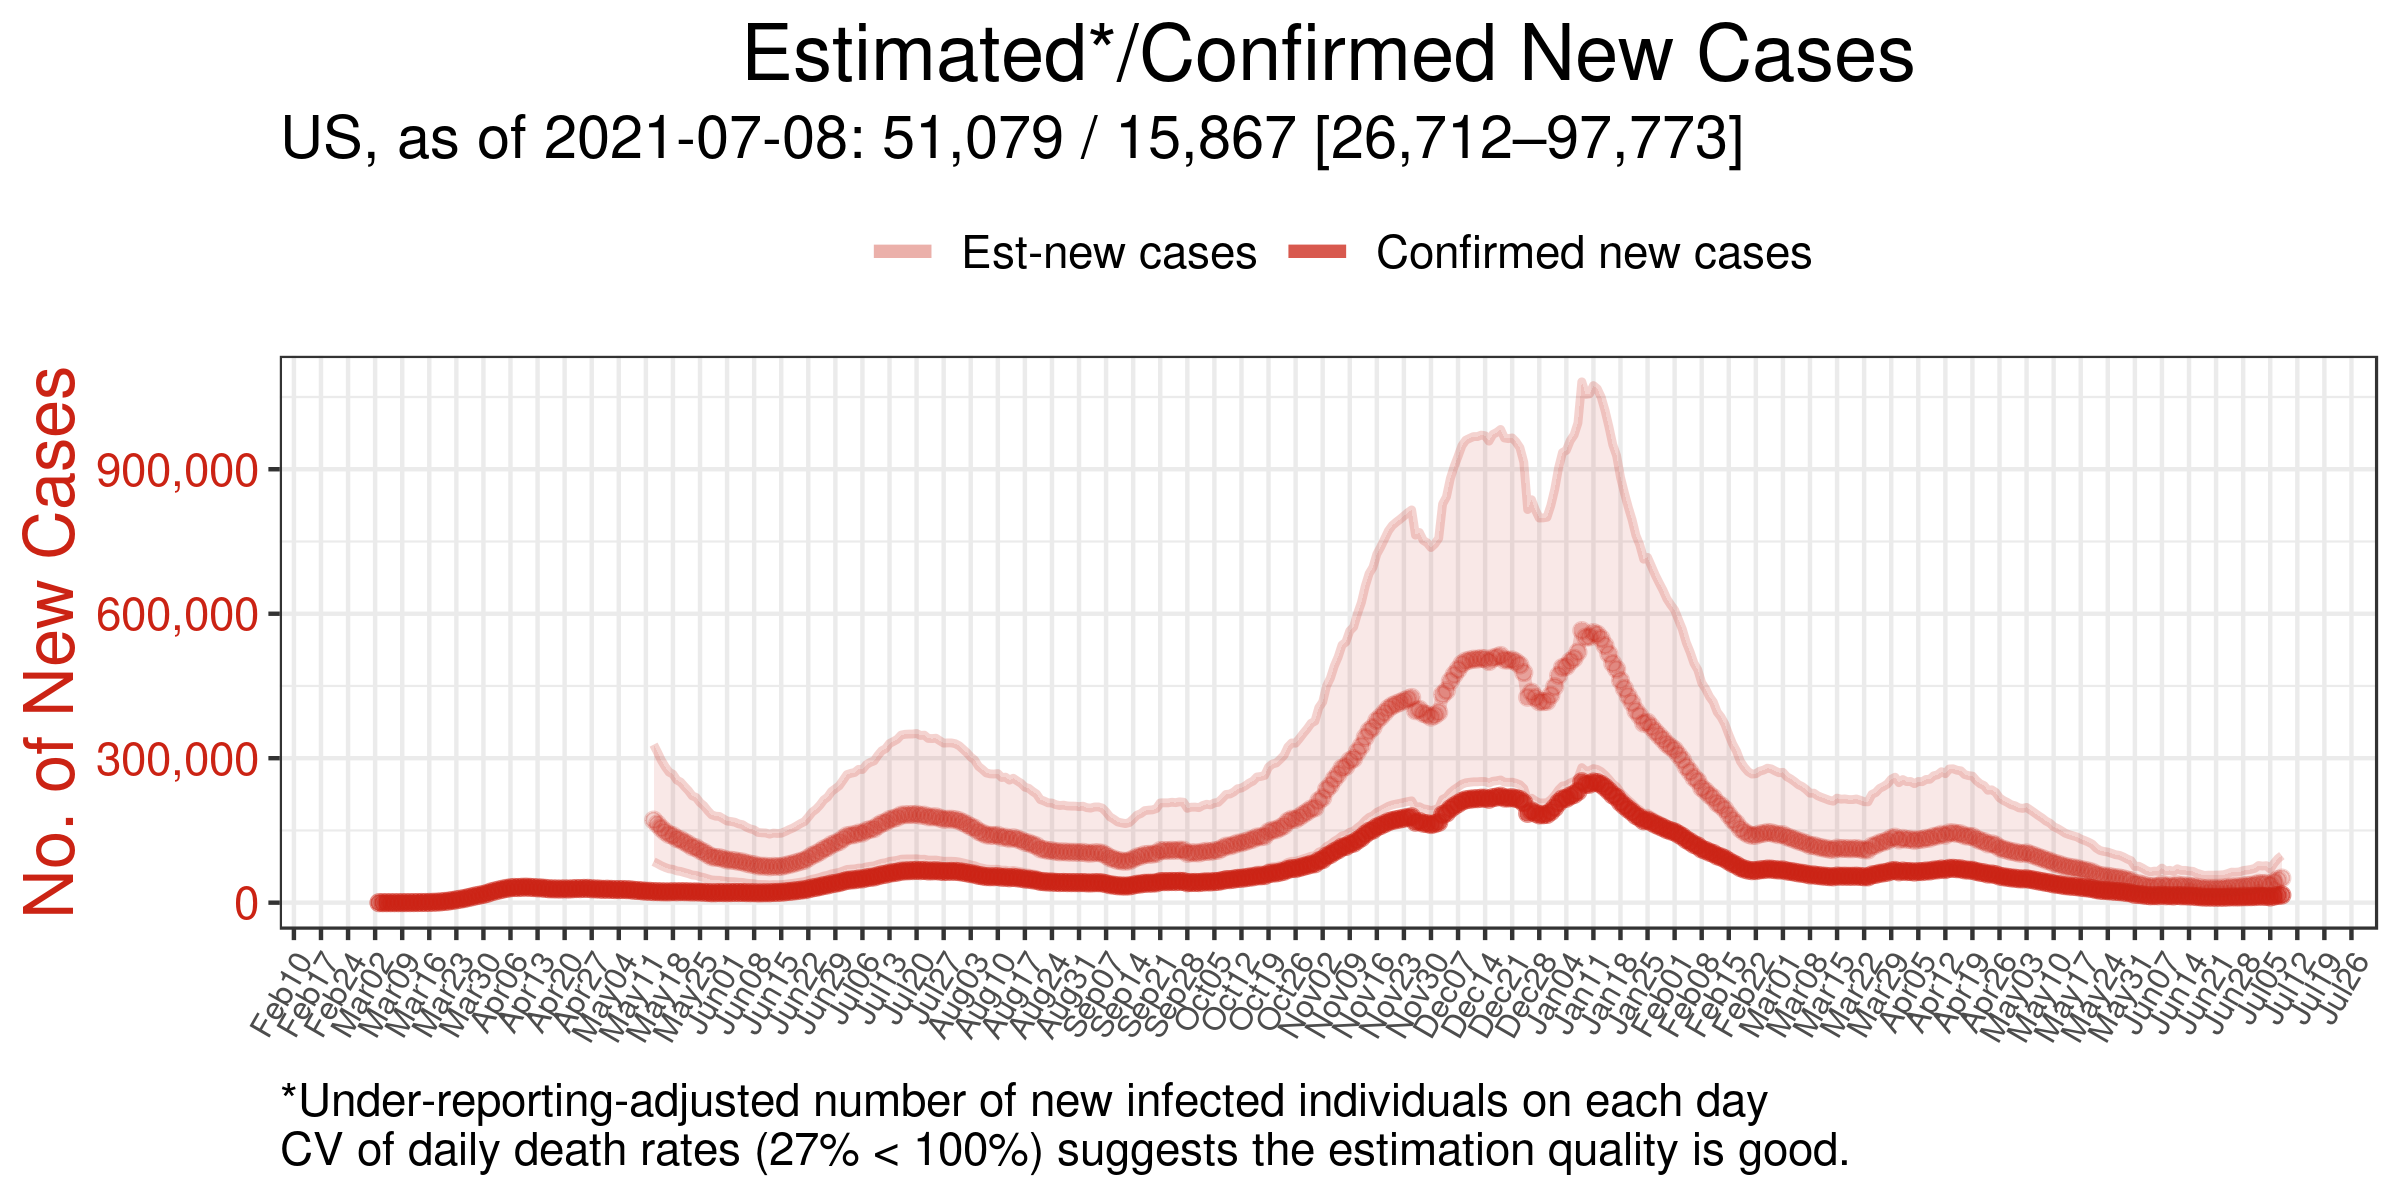 Estimated*/Confirmed New Cases
US, as of 2021-07-08: 51,079 / 15,867 [26,712–97,773]
Est-new cases Confirmed new cases
No. of New Cases
900,000
600,000
300,000
0
Feb10 Feb17 Feb24 Mar02 Mar09 Mar16 Mar23 Mar30 Apr06 Apr13 Apr20 Apr27 May04 May11 May18 May25 Jun01 Jun08 Jun15 Jun22 Jun29 Jul06 Jul13 Jul20 Jul27 Aug03 Aug10 Aug17 Aug24 Aug31 Sep07 Sep14 Sep21 Sep28 Oct05 Oct12 Oct19 Oct26 Nov02 Nov09 Nov16 Nov23 Nov30 Dec07 Dec14 Dec21 Dec28 Jan04 Jan11 Jan18 Jan25 Feb01 Feb08 Feb15 Feb22 Mar01 Mar08 Mar15 Mar22 Mar29 Apr05 Apr12 Apr19 Apr26 May03 May10 May17 May24 May31 Jun07 Jun14 Jun21 Jun28 Jul05 Jul12 Jul19 Jul26
*Under-reporting-adjusted number of new infected individuals on each day
CV of daily death rates (27% < 100%) suggests the estimation quality is good.